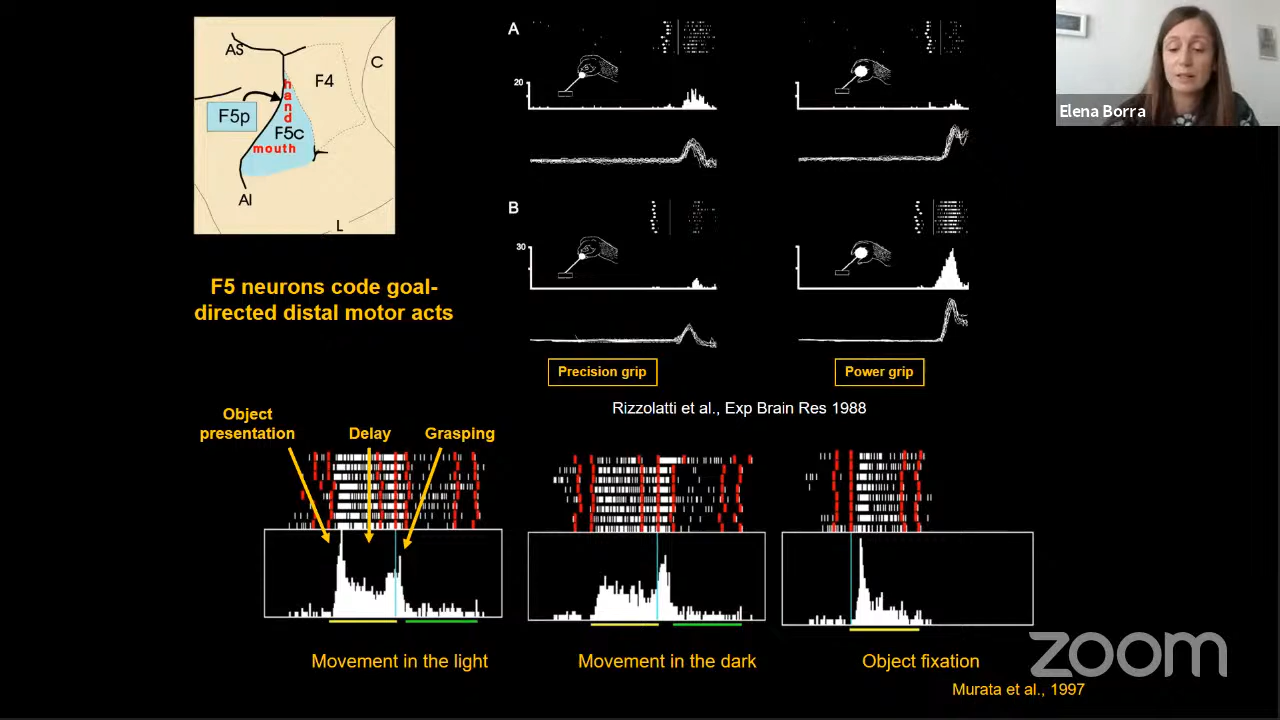 AS
C
F4
hand
F5p
F5c
mouth
AI
L
A
20
B
30
Elena Borra
F5 neurons code goal-
directed distal motor acts
Precision grip
Power grip
Rizzolatti et al., Exp Brain Res 1988
Object
presentation
Delay
Grasping
Movement in the light
Movement in the dark
Object fixation
zoom
Murata et al., 1997